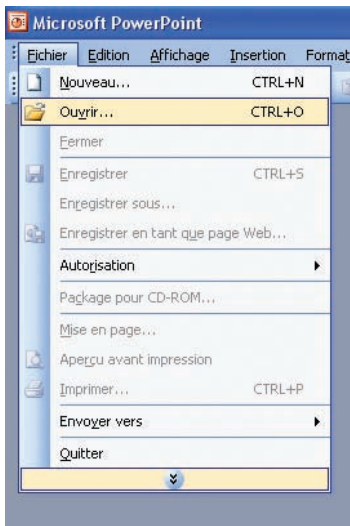 Microsoft PowerPoint
Fichier Edition Affichage Insertion Format
Nouveau... CTRL+N
Ouvrir... CTRL+O
Fermer
Enregistrer CTRL+S
Enregistrer sous...
Enregistrer en tant que page Web...
Autorisation
Package pour CD-ROM...
Mise en page...
Aperçu avant impression
Imprimer... CTRL+P
Envoyer vers
Quitter